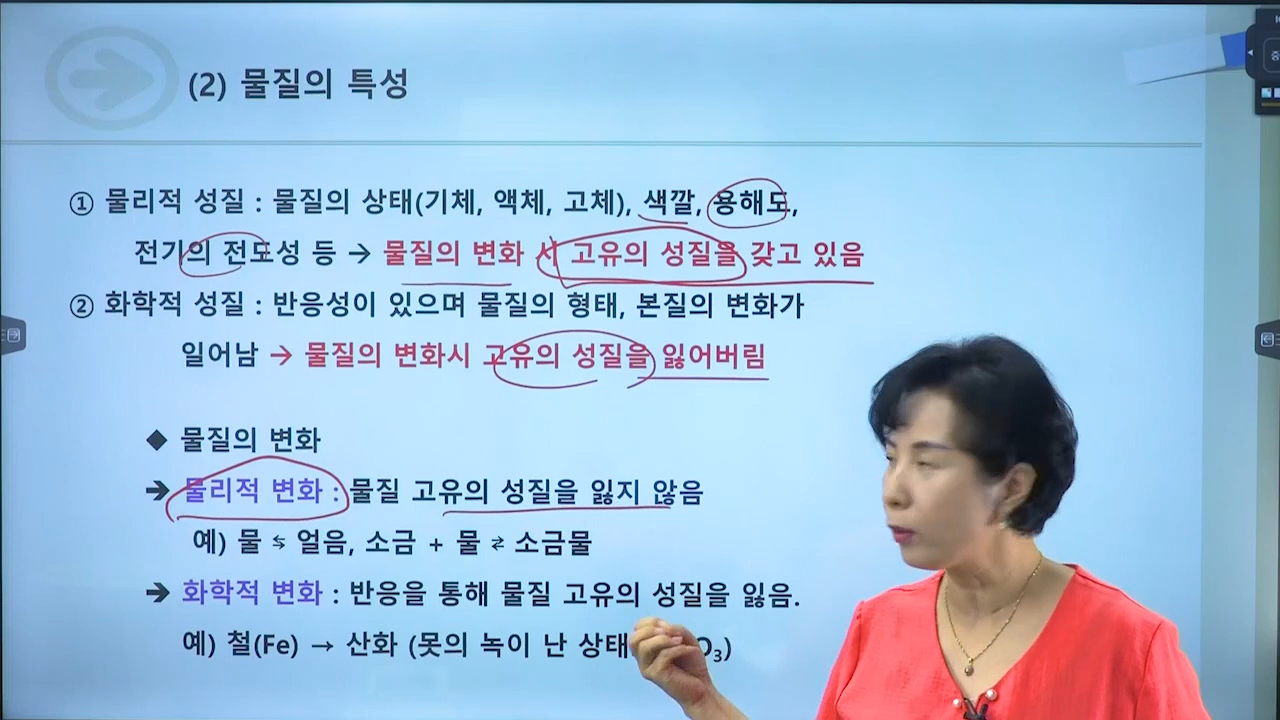 (2) 물질의 특성
① 물리적 성질 : 물질의 상태(기체, 액체, 고체), 색깔, 용해도,
전기의 전도성 등 → 물질의 변화 시 고유의 성질을 갖고 있음
② 화학적 성질 : 반응성이 있으며 물질의 형태, 본질의 변화가
일어남 → 물질의 변화시 고유의 성질을 잃어버림
◆ 물질의 변화
➔ 물리적 변화 : 물질 고유의 성질을 잃지 않음
예) 물 ⇆ 얼음, 소금 + 물 ⇄ 소금물
➔ 화학적 변화 : 반응을 통해 물질 고유의 성질을 잃음.
예) 철(Fe) → 산화 (못의 녹이 난 상태 O₃)